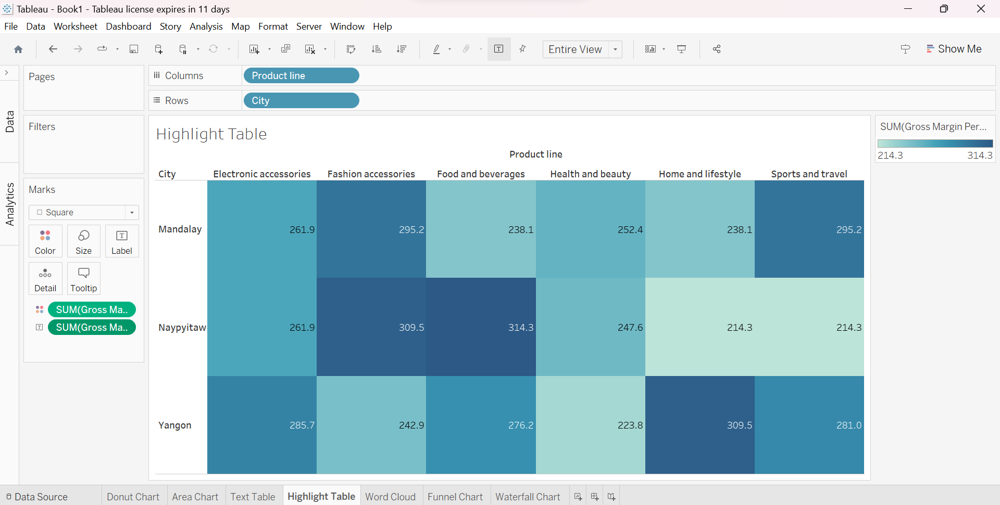 Tableau - Book1 - Tableau license expires in 11 days
File Data Worksheet Dashboard Story Analysis Map Format Server Window Help
Entire View
Show Me
Data
Analytics
Pages
Filters
Marks
Square
Color Size Label
Detail Tooltip
SUM(Gross Ma..
SUM(Gross Ma..
Columns Product line
Rows City
Highlight Table
Product line
City Electronic accessories Fashion accessories Food and beverages Health and beauty Home and lifestyle Sports and travel
Mandalay 261.9 295.2 238.1 252.4 238.1 295.2
Naypyitaw 261.9 309.5 314.3 247.6 214.3 214.3
Yangon 285.7 242.9 276.2 223.8 309.5 281.0
SUM(Gross Margin Per...
214.3 314.3
Data Source Donut Chart Area Chart Text Table Highlight Table Word Cloud Funnel Chart Waterfall Chart